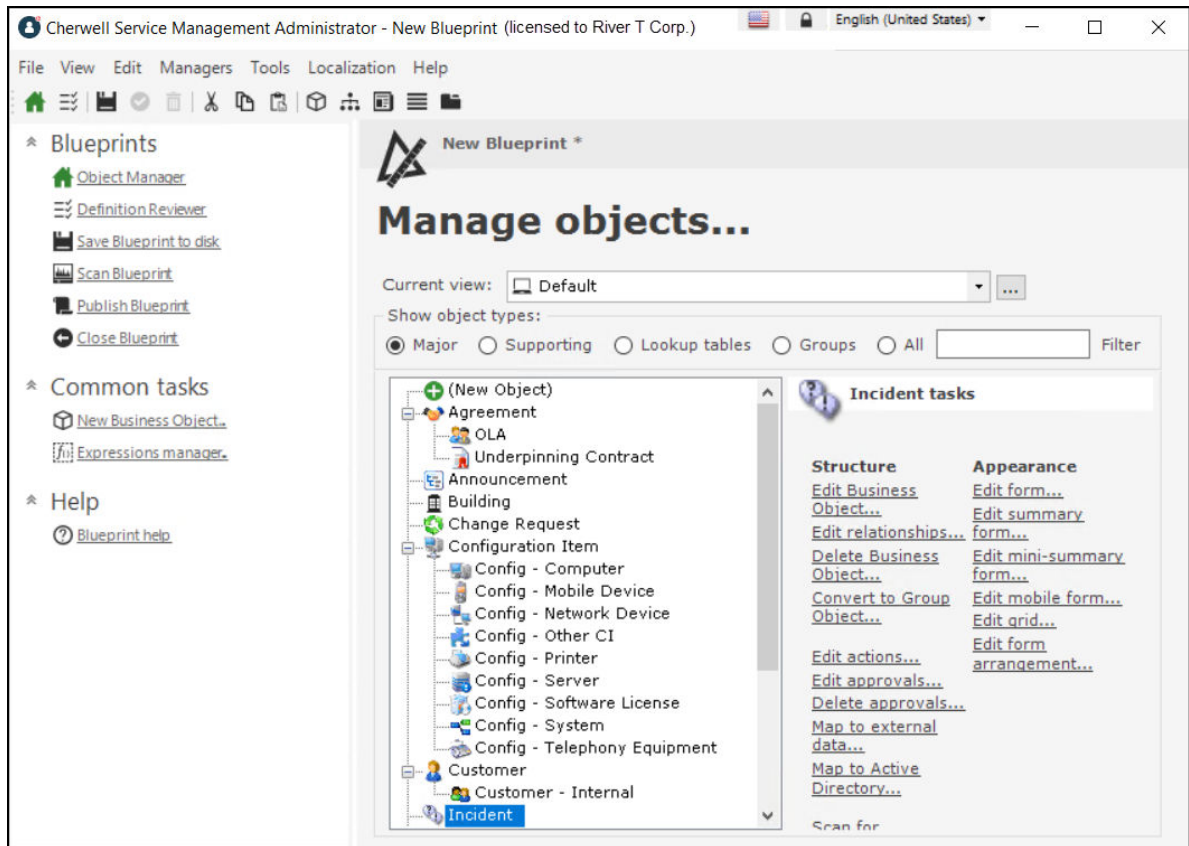 Cherwell Service Management Administrator - New Blueprint (licensed to River T Corp.)
English (United States)
File View Edit Managers Tools Localization Help
Blueprints
Object Manager
Definition Reviewer
Save Blueprint to disk
Scan Blueprint
Publish Blueprint
Close Blueprint
Common tasks
New Business Object...
Expressions manager...
Help
Blueprint help
New Blueprint *
Manage objects...
Current view: Default ...
Show object types:
Major Supporting Lookup tables Groups All Filter
(New Object)
Agreement
OLA
Underpinning Contract
Announcement
Building
Change Request
Configuration Item
Config - Computer
Config - Mobile Device
Config - Network Device
Config - Other CI
Config - Printer
Config - Server
Config - Software License
Config - System
Config - Telephony Equipment
Customer
Customer - Internal
Incident
Incident tasks
Structure
Edit Business
Object...
Edit relationships...
Delete Business
Object...
Convert to Group
Object...
Edit actions...
Edit approvals...
Delete approvals...
Map to external
data...
Map to Active
Directory...
Scan for
Appearance
Edit form...
Edit summary
form...
Edit mini-summary
form...
Edit mobile form...
Edit grid...
Edit form
arrangement...